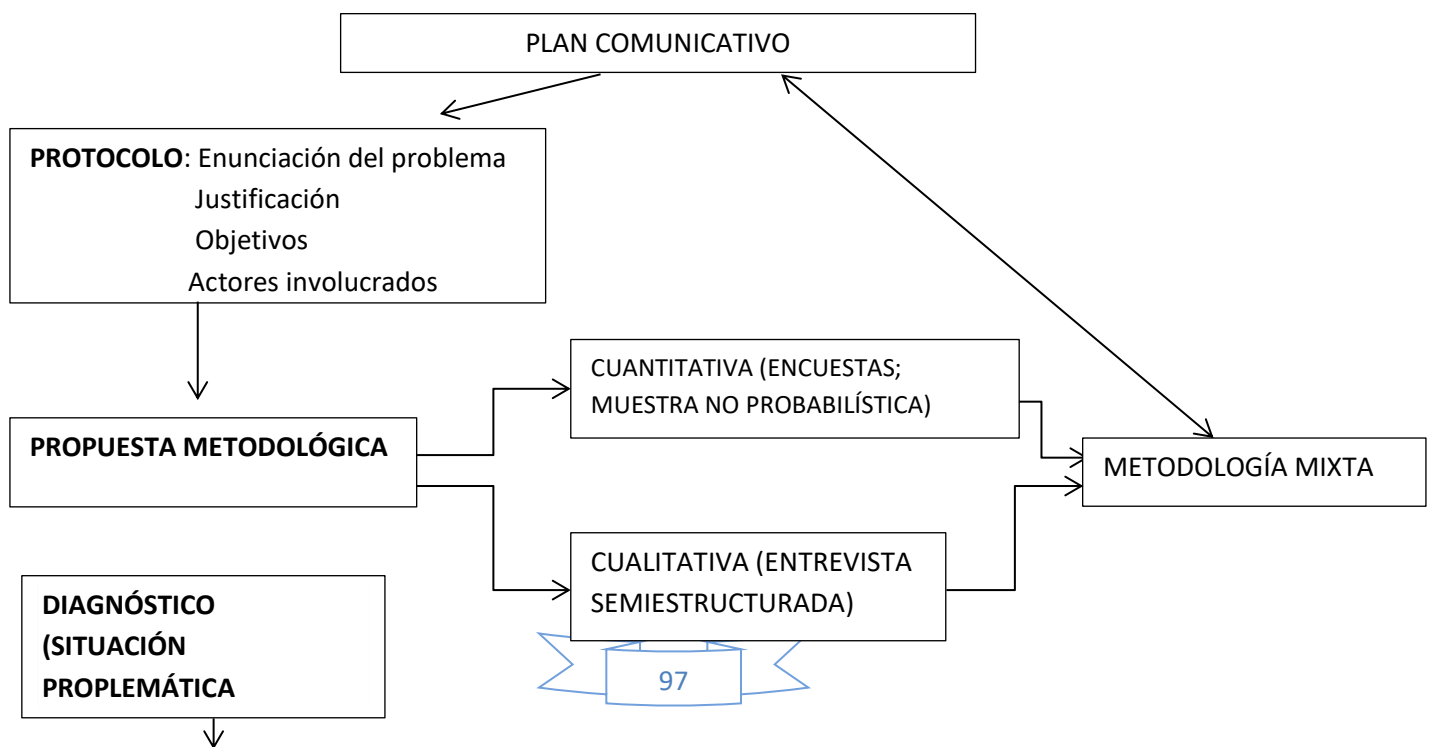 PLAN COMUNICATIVO
PROTOCOLO: Enunciación del problema
Justificación
Objetivos
Actores involucrados
CUANTITATIVA (ENCUESTAS;
MUESTRA NO PROBABILÍSTICA)
PROPUESTA METODOLÓGICA
METODOLOGÍA MIXTA
CUALITATIVA (ENTREVISTA
SEMIESTRUCTURADA)
DIAGNÓSTICO
(SITUACIÓN
PROPLEMÁTICA
97